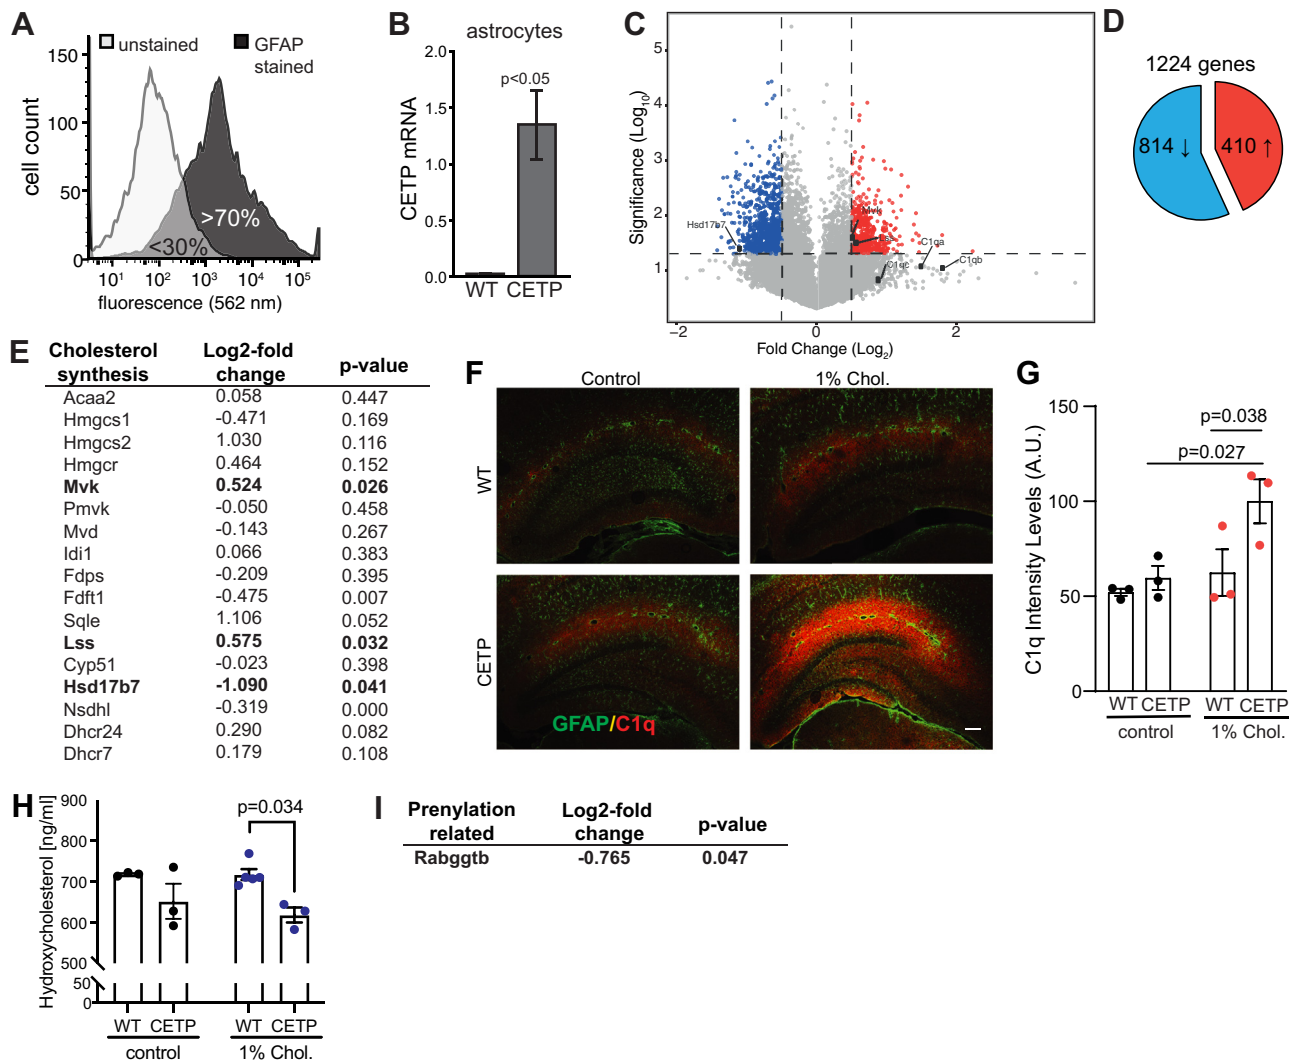 A
unstained
GFAP
stained
150
100
50
0
cell count
>70%
<30%
10¹
10²
10³
10⁴
10⁵
fluorescence (562 nm)
B
astrocytes
2.0
1.5
1.0
0.5
0.0
CETP mRNA
p<0.05
WT CETP
C
5
4
3
2
1
Significance (Log₁₀)
Hsd17b7
Mvk
C1qa
C1qb
C1qc
−2
0
2
Fold Change (Log₂)
D
1224 genes
814 ↓
410 ↑
E
Cholesterol synthesis Log2-fold change p-value
Acaa2 0.058 0.447
Hmgcs1 -0.471 0.169
Hmgcs2 1.030 0.116
Hmgcr 0.464 0.152
Mvk 0.524 0.026
Pmvk -0.050 0.458
Mvd -0.143 0.267
Idi1 0.066 0.383
Fdps -0.209 0.395
Fdft1 -0.475 0.007
Sqle 1.106 0.052
Lss 0.575 0.032
Cyp51 -0.023 0.398
Hsd17b7 -1.090 0.041
Nsdhl -0.319 0.000
Dhcr24 0.290 0.082
Dhcr7 0.179 0.108
F
Control
1% Chol.
WT
CETP
GFAP/C1q
G
150
100
50
0
C1q Intensity Levels (A.U.)
p=0.038
p=0.027
WT CETP WT CETP
control 1% Chol.
H
900
800
700
600
500
50
0
Hydroxycholesterol [ng/ml]
p=0.034
WT CETP WT CETP
control 1% Chol.
I
Prenylation related Log2-fold change p-value
Rabggtb -0.765 0.047